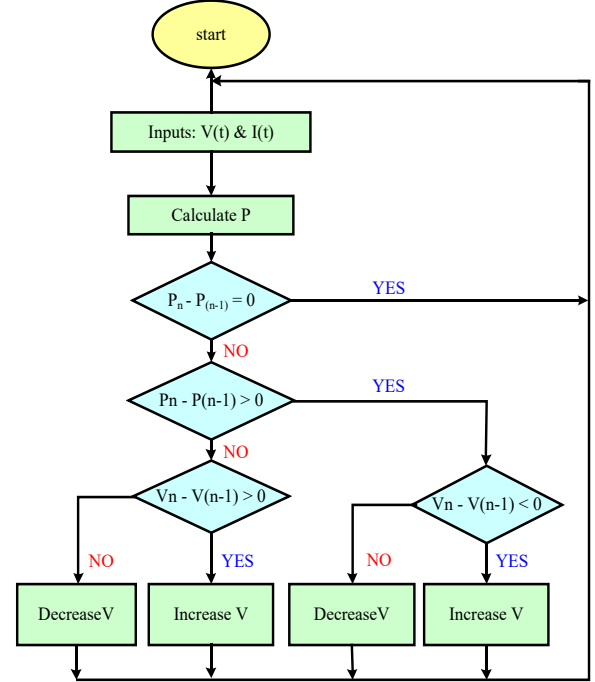 start
Inputs: V(t) & I(t)
Calculate P
Pn - P(n-1) = 0
YES
NO
Pn - P(n-1) > 0
YES
NO
Vn - V(n-1) > 0
Vn - V(n-1) < 0
NO
YES
NO
YES
DecreaseV
Increase V
DecreaseV
Increase V